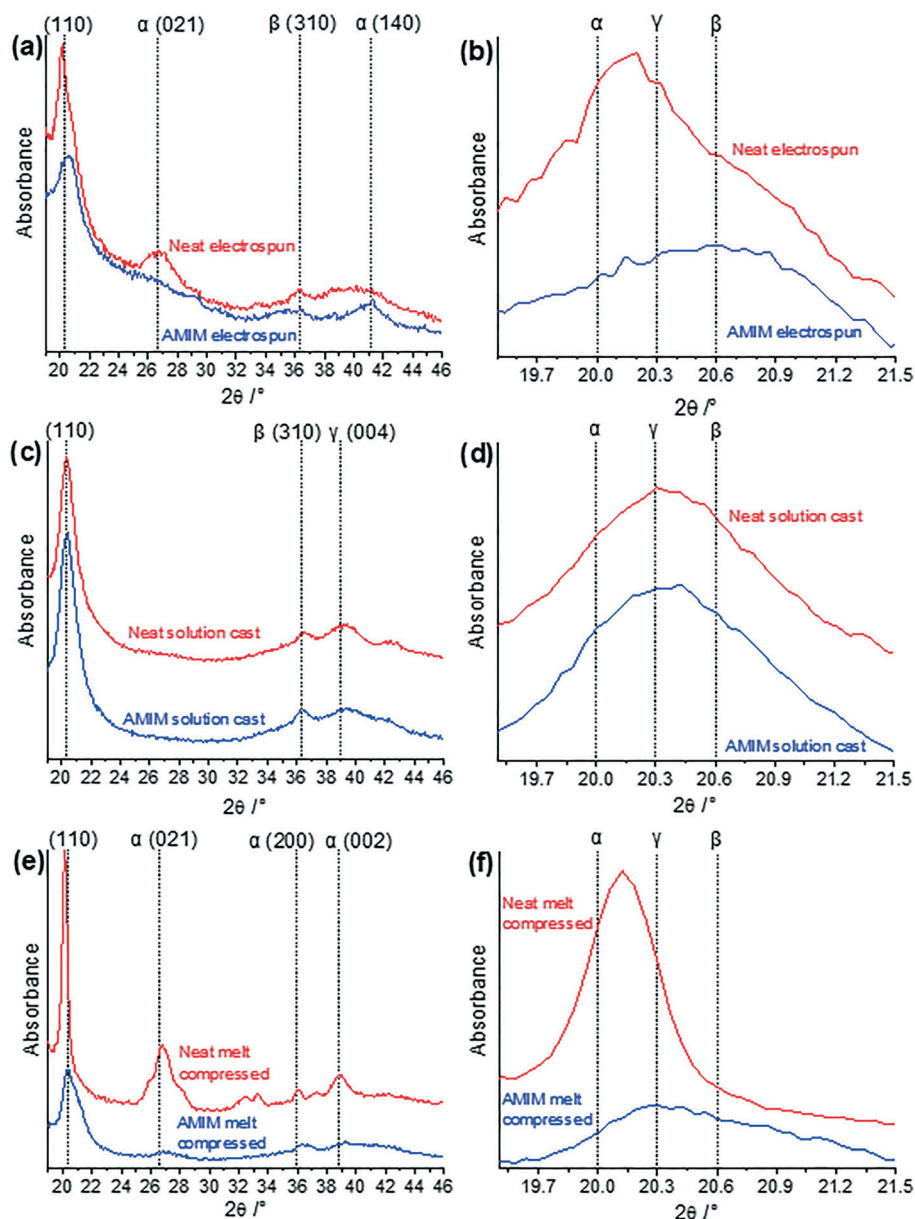 (a)
(110) α (021) β (310) α (140)
Absorbance
Neat electrospun
AMIM electrospun
20 22 24 26 28 30 32 34 36 38 40 42 44 46
2θ /°
(b)
α γ β
Absorbance
Neat electrospun
AMIM electrospun
19.7 20.0 20.3 20.6 20.9 21.2 21.5
2θ /°
(c)
(110) β (310) γ (004)
Absorbance
Neat solution cast
AMIM solution cast
20 22 24 26 28 30 32 34 36 38 40 42 44 46
2θ /°
(d)
α γ β
Absorbance
Neat solution cast
AMIM solution cast
19.7 20.0 20.3 20.6 20.9 21.2 21.5
2θ /°
(e)
(110) α (021) α (200) α (002)
Absorbance
Neat melt
compressed
AMIM melt
compressed
20 22 24 26 28 30 32 34 36 38 40 42 44 46
2θ /°
(f)
α γ β
Absorbance
Neat melt
compressed
AMIM melt
compressed
19.7 20.0 20.3 20.6 20.9 21.2 21.5
2θ /°